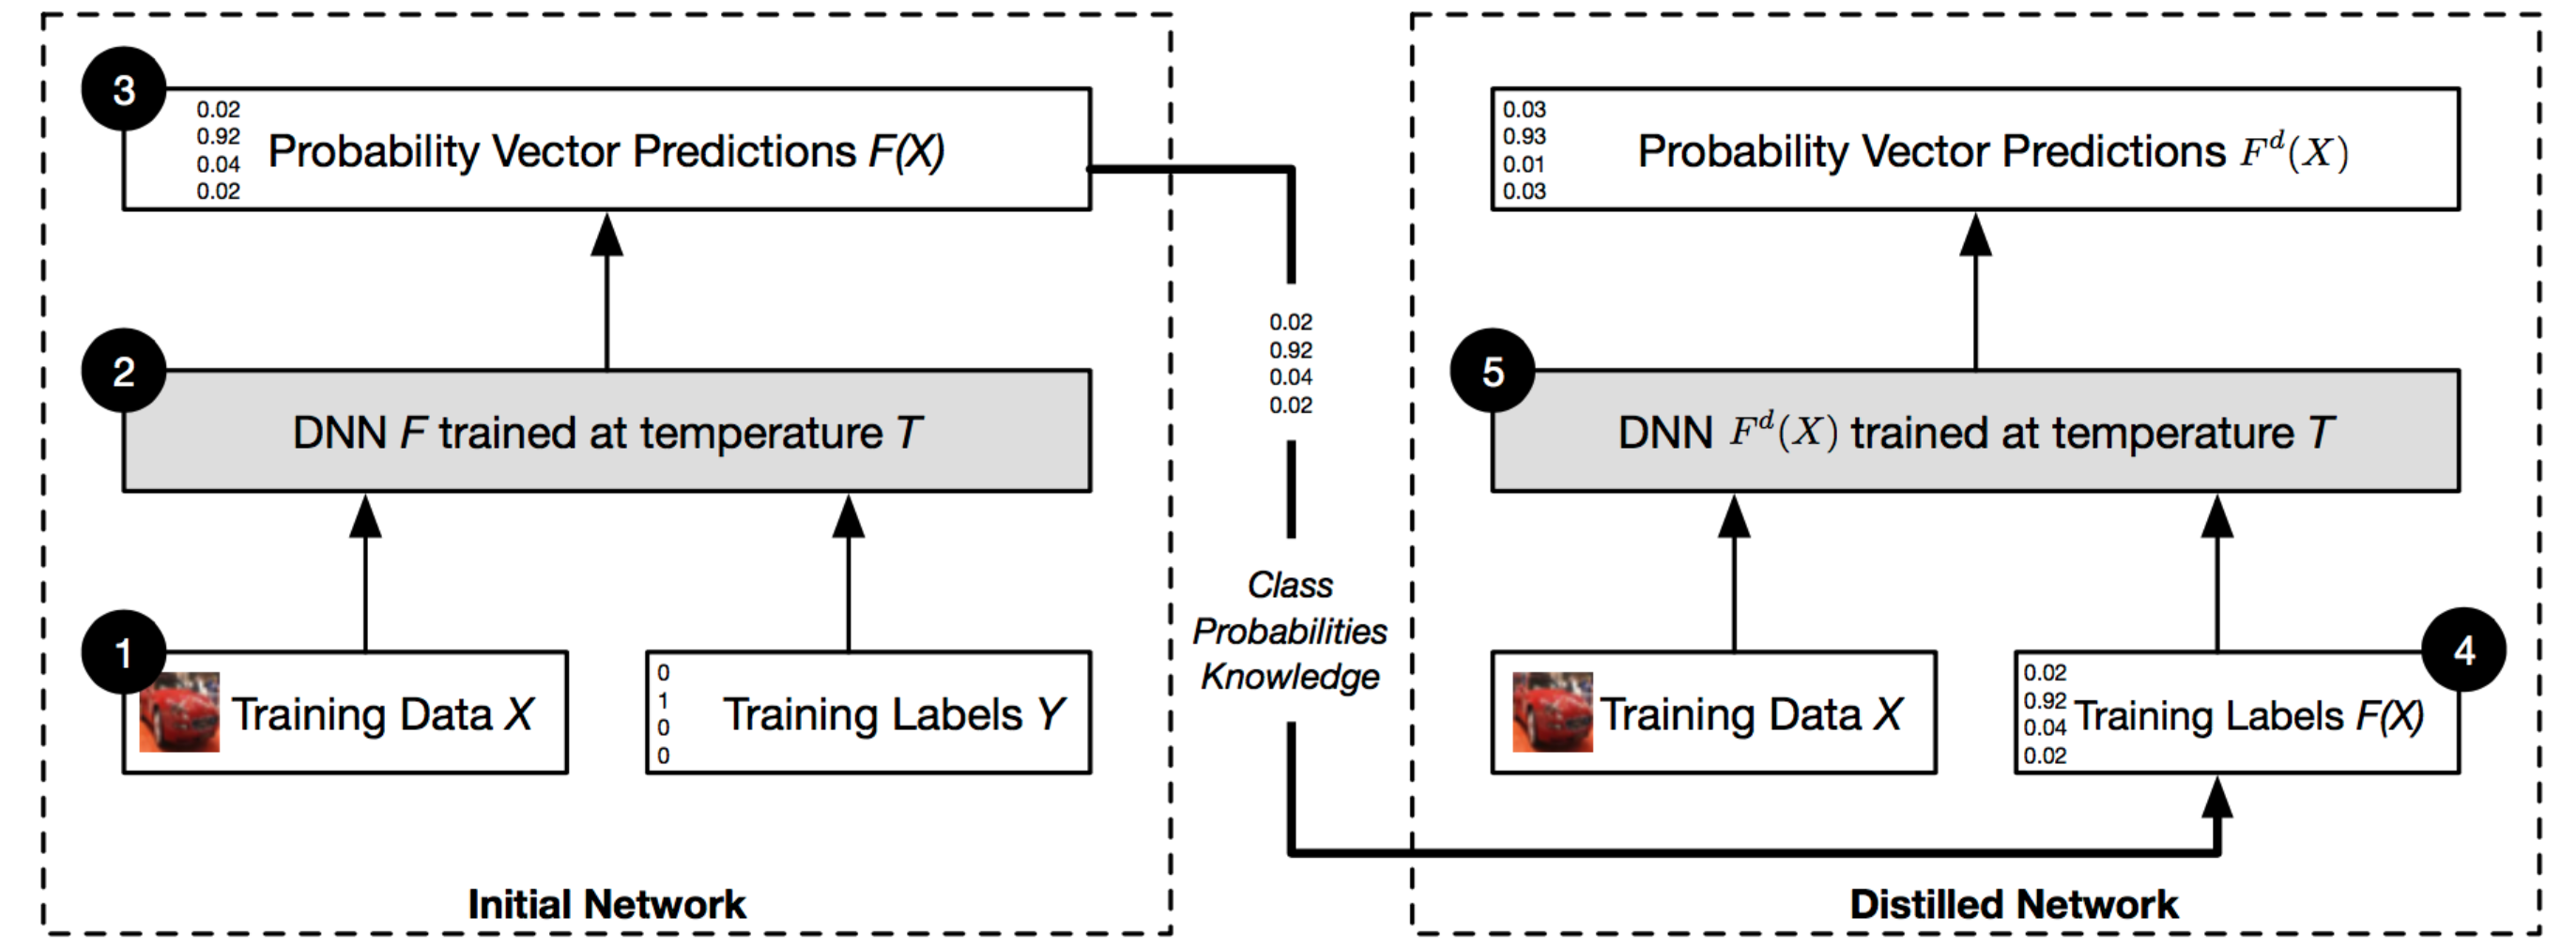 3
0.02
0.92
0.04
0.02
Probability Vector Predictions F(X)
2
DNN F trained at temperature T
1
Training Data X
0
1
0
0
Training Labels Y
Initial Network
0.02
0.92
0.04
0.02
Class
Probabilities
Knowledge
0.03
0.93
0.01
0.03
Probability Vector Predictions F^d(X)
5
DNN F^d(X) trained at temperature T
Training Data X
4
0.02
0.92
0.04
0.02
Training Labels F(X)
Distilled Network